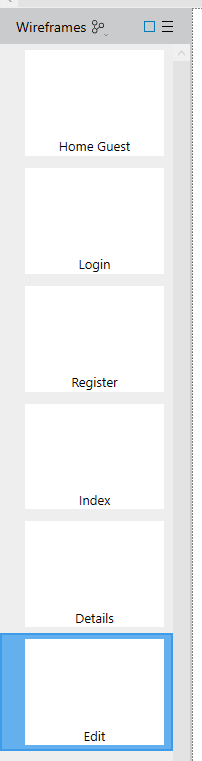 Wireframes
Home Guest
Login
Register
Index
Details
Edit